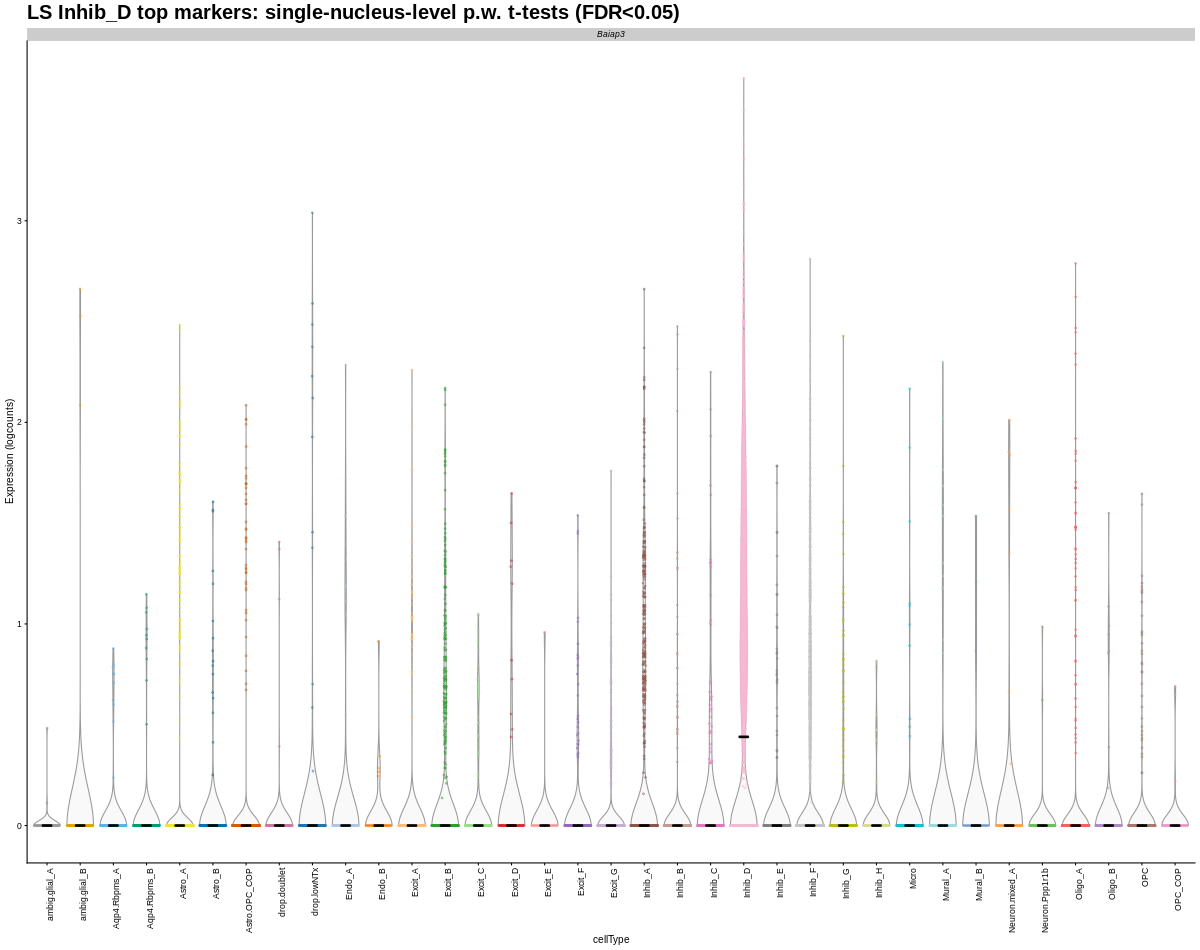 LS Inhib_D top markers: single-nucleus-level p.w. t-tests (FDR<0.05)
Baiap3
Expression (logcounts)
3
2
1
0
ambig.glial_A
ambig.glial_B
Aqp4.Rbpms_A
Aqp4.Rbpms_B
Astro_A
Astro_B
Astro.OPC_COP
drop.doublet
drop.lowNTx
Endo_A
Endo_B
Excit_A
Excit_B
Excit_C
Excit_D
Excit_E
Excit_F
Excit_G
Inhib_A
Inhib_B
Inhib_C
Inhib_D
Inhib_E
Inhib_F
Inhib_G
Inhib_H
Micro
Mural_A
Mural_B
Neuron.mixed_A
Neuron.Ppp1r1b
Oligo_A
Oligo_B
OPC
OPC_COP
cellType